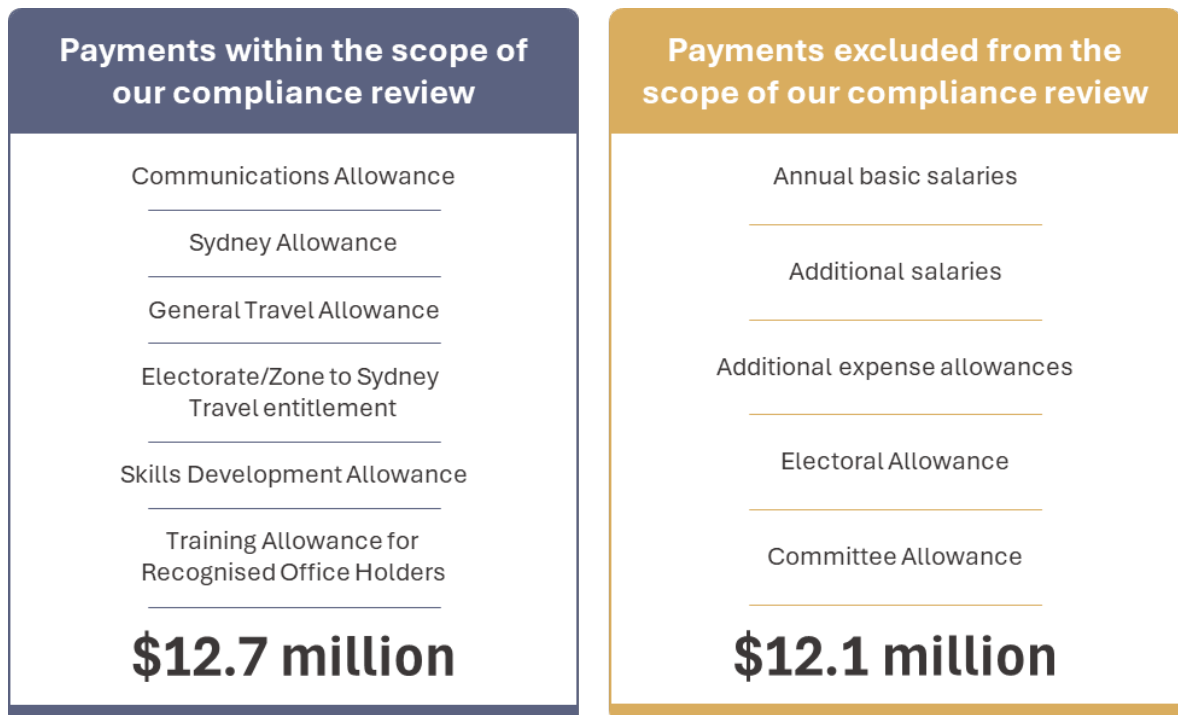 Payments within the scope of
our compliance review
Communications Allowance
Sydney Allowance
General Travel Allowance
Electorate/Zone to Sydney
Travel entitlement
Skills Development Allowance
Training Allowance for
Recognised Office Holders
$12.7 million
Payments excluded from the
scope of our compliance review
Annual basic salaries
Additional salaries
Additional expense allowances
Electoral Allowance
Committee Allowance
$12.1 million